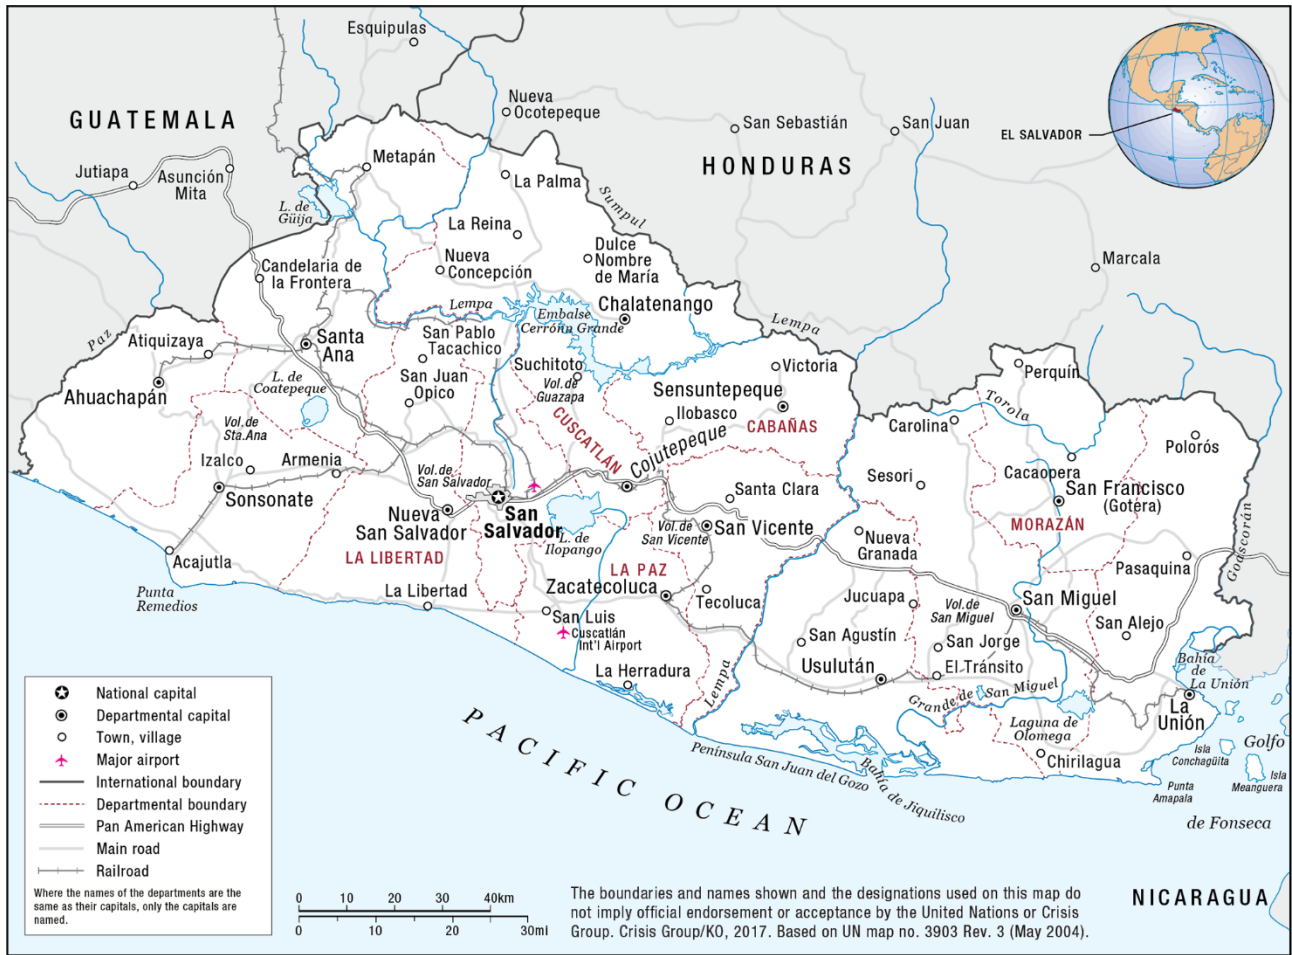 Esquipulas
Nueva
Ocotepeque
GUATEMALA
San Sebastián
San Juan
EL SALVADOR
HONDURAS
Metapán
Jutiapa
Asunción
Mita
La Palma
Sumpul
L. de
Güija
La Reina
Dulce
Nombre
de María
Nueva
Concepción
Marcala
Candelaria de
la Frontera
Lempa
Chalatenango
Embalse
Cerrónn Grande
Lempa
Paz
Atiquizaya
Santa
Ana
San Pablo
Tacachico
Suchitoto
Victoria
Perquín
Ahuachapán
L. de
Coatepeque
San Juan
Opico
Vol. de
Guazapa
Sensuntepeque
Ilobasco
CABAÑAS
Torola
Carolina
Polorós
Vol. de
Sta. Ana
CUSCATLÁN
Cojutepeque
Izalco
Armenia
Vol. de
San Salvador
Sesori
Cacaopera
Sonsonate
Santa Clara
San Francisco
(Gotera)
Nueva
San Salvador
San
Salvador
MORAZÁN
Goascorán
L. de
Ilopango
Vol. de
San Vicente
San Vicente
Nueva
Granada
Acajutla
LA LIBERTAD
LA PAZ
Pasaquina
Punta
Remedios
La Libertad
Zacatecoluca
Tecoluca
Jucuapa
Vol. de
San Miguel
San Miguel
San Luis
Cuscatlán
Int'l Airport
San Agustín
San Jorge
San Alejo
La Herradura
Usulután
El Tránsito
Bahía
de
La Unión
Lempa
Grande de San Miguel
La
Unión
Laguna de
Olomega
Chirilagua
Isla
Conchagüita
Golfo
Isla
Meanguera
Punta
Amapala
de Fonseca
Península San Juan del Gozo
Bahía de Jiquilisco
PACIFIC OCEAN
NICARAGUA
National capital
Departmental capital
Town, village
Major airport
International boundary
Departmental boundary
Pan American Highway
Main road
Railroad
Where the names of the departments are the
same as their capitals, only the capitals are
named.
0 10 20 30 40km
0 10 20 30mi
The boundaries and names shown and the designations used on this map do
not imply official endorsement or acceptance by the United Nations or Crisis
Group. Crisis Group/KO, 2017. Based on UN map no. 3903 Rev. 3 (May 2004).